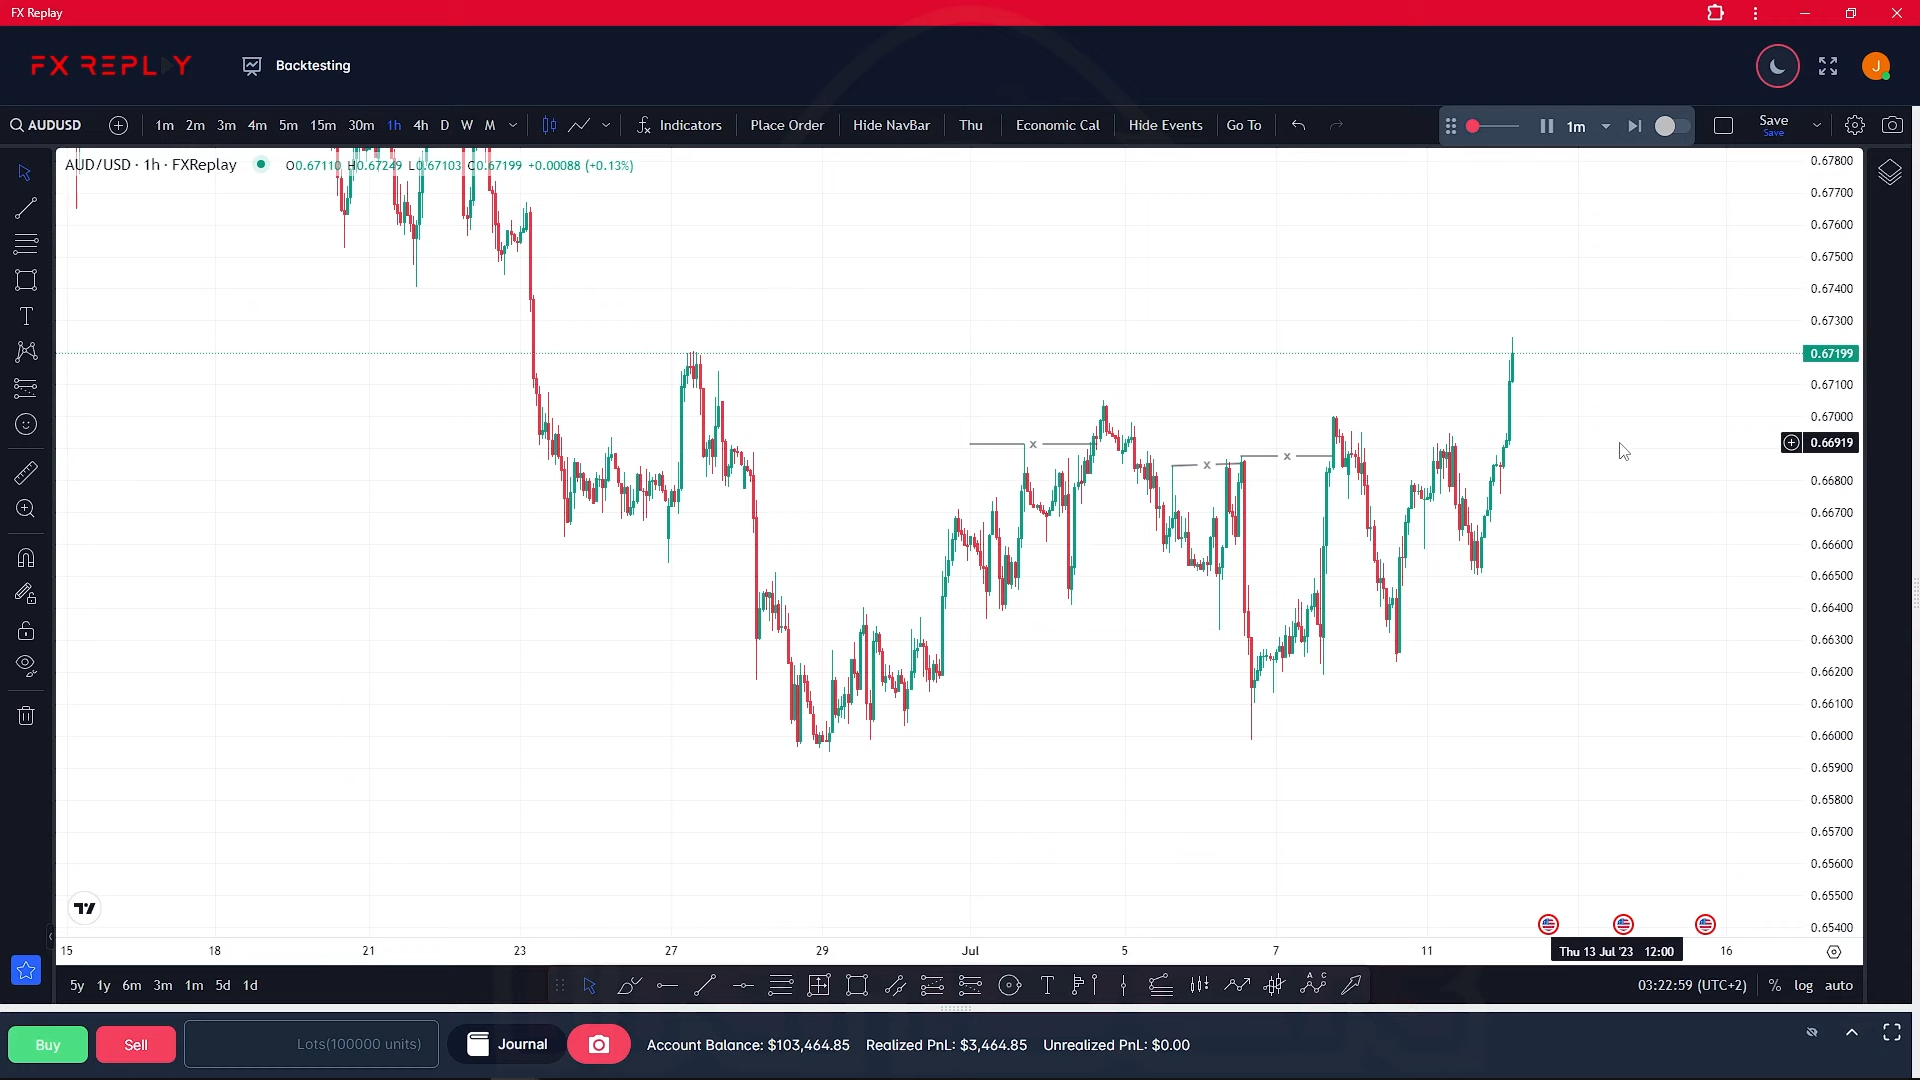 FX Replay
FX REPLAY
Backtesting
J
AUDUSD
1m 2m 3m 4m 5m 15m 30m 1h 4h D W M
Indicators
Place Order
Hide NavBar
Thu
Economic Cal
Hide Events
Go To
1m
Save
Save
AUD/USD · 1h · FXReplay
O0.67110 H0.67249 L0.67103 C0.67199 +0.00088 (+0.13%)
0.67800
0.67700
0.67600
0.67500
0.67400
0.67300
0.67199
0.67100
0.67000
0.66919
0.66800
0.66700
0.66600
0.66500
0.66400
0.66300
0.66200
0.66100
0.66000
0.65900
0.65800
0.65700
0.65600
0.65500
0.65400
x
x
x
15 18 21 23 27 29 Jul 5 7 11 Thu 13 Jul '23 12:00 16
5y 1y 6m 3m 1m 5d 1d
T
03:22:59 (UTC+2)
% log auto
Buy
Sell
Lots(100000 units)
Journal
Account Balance: $103,464.85 Realized PnL: $3,464.85 Unrealized PnL: $0.00